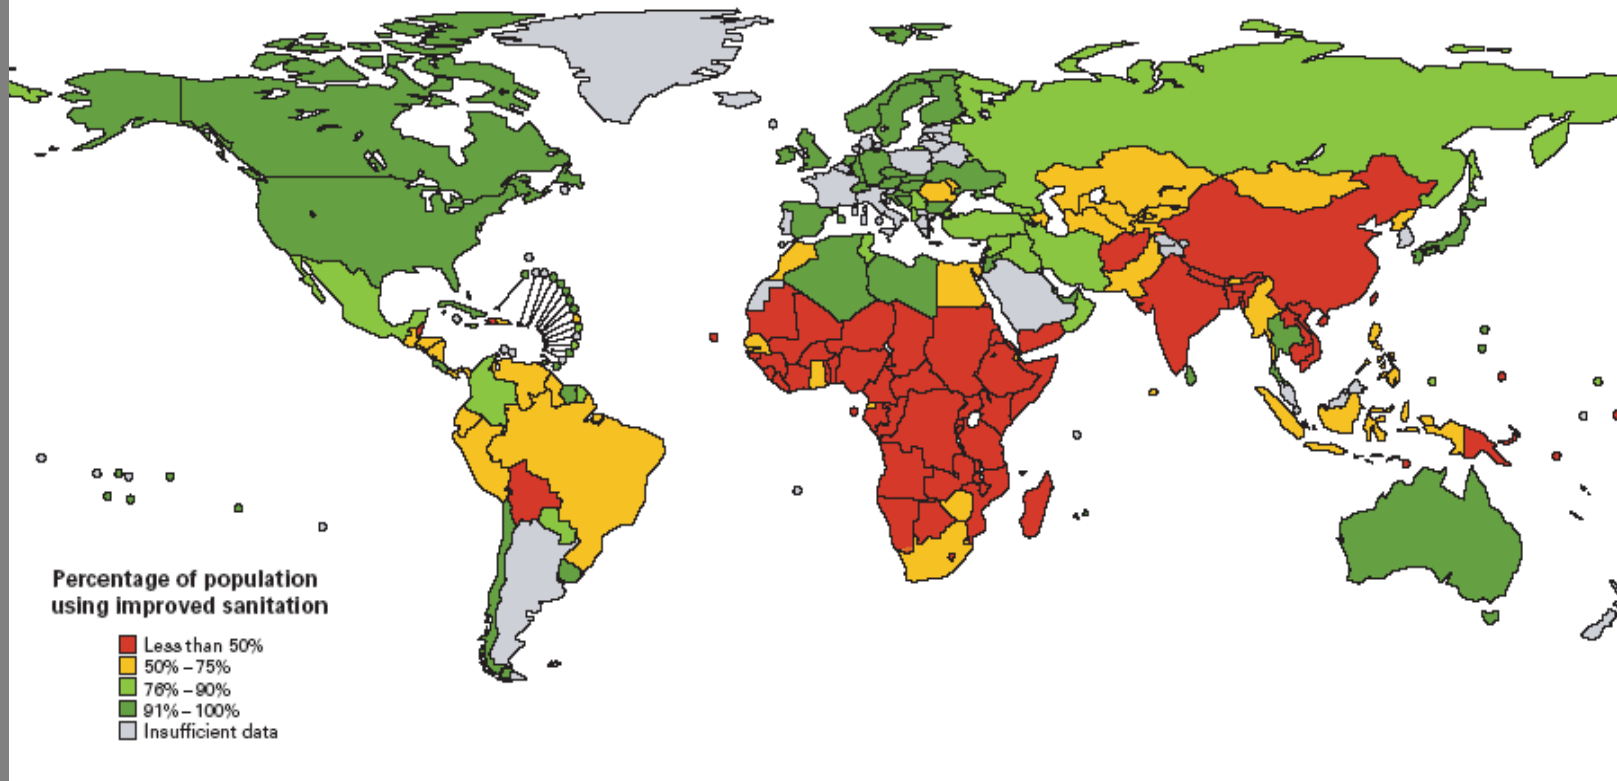 Percentage of population
using improved sanitation
Less than 50%
50% – 75%
76% – 90%
91% – 100%
Insufficient data